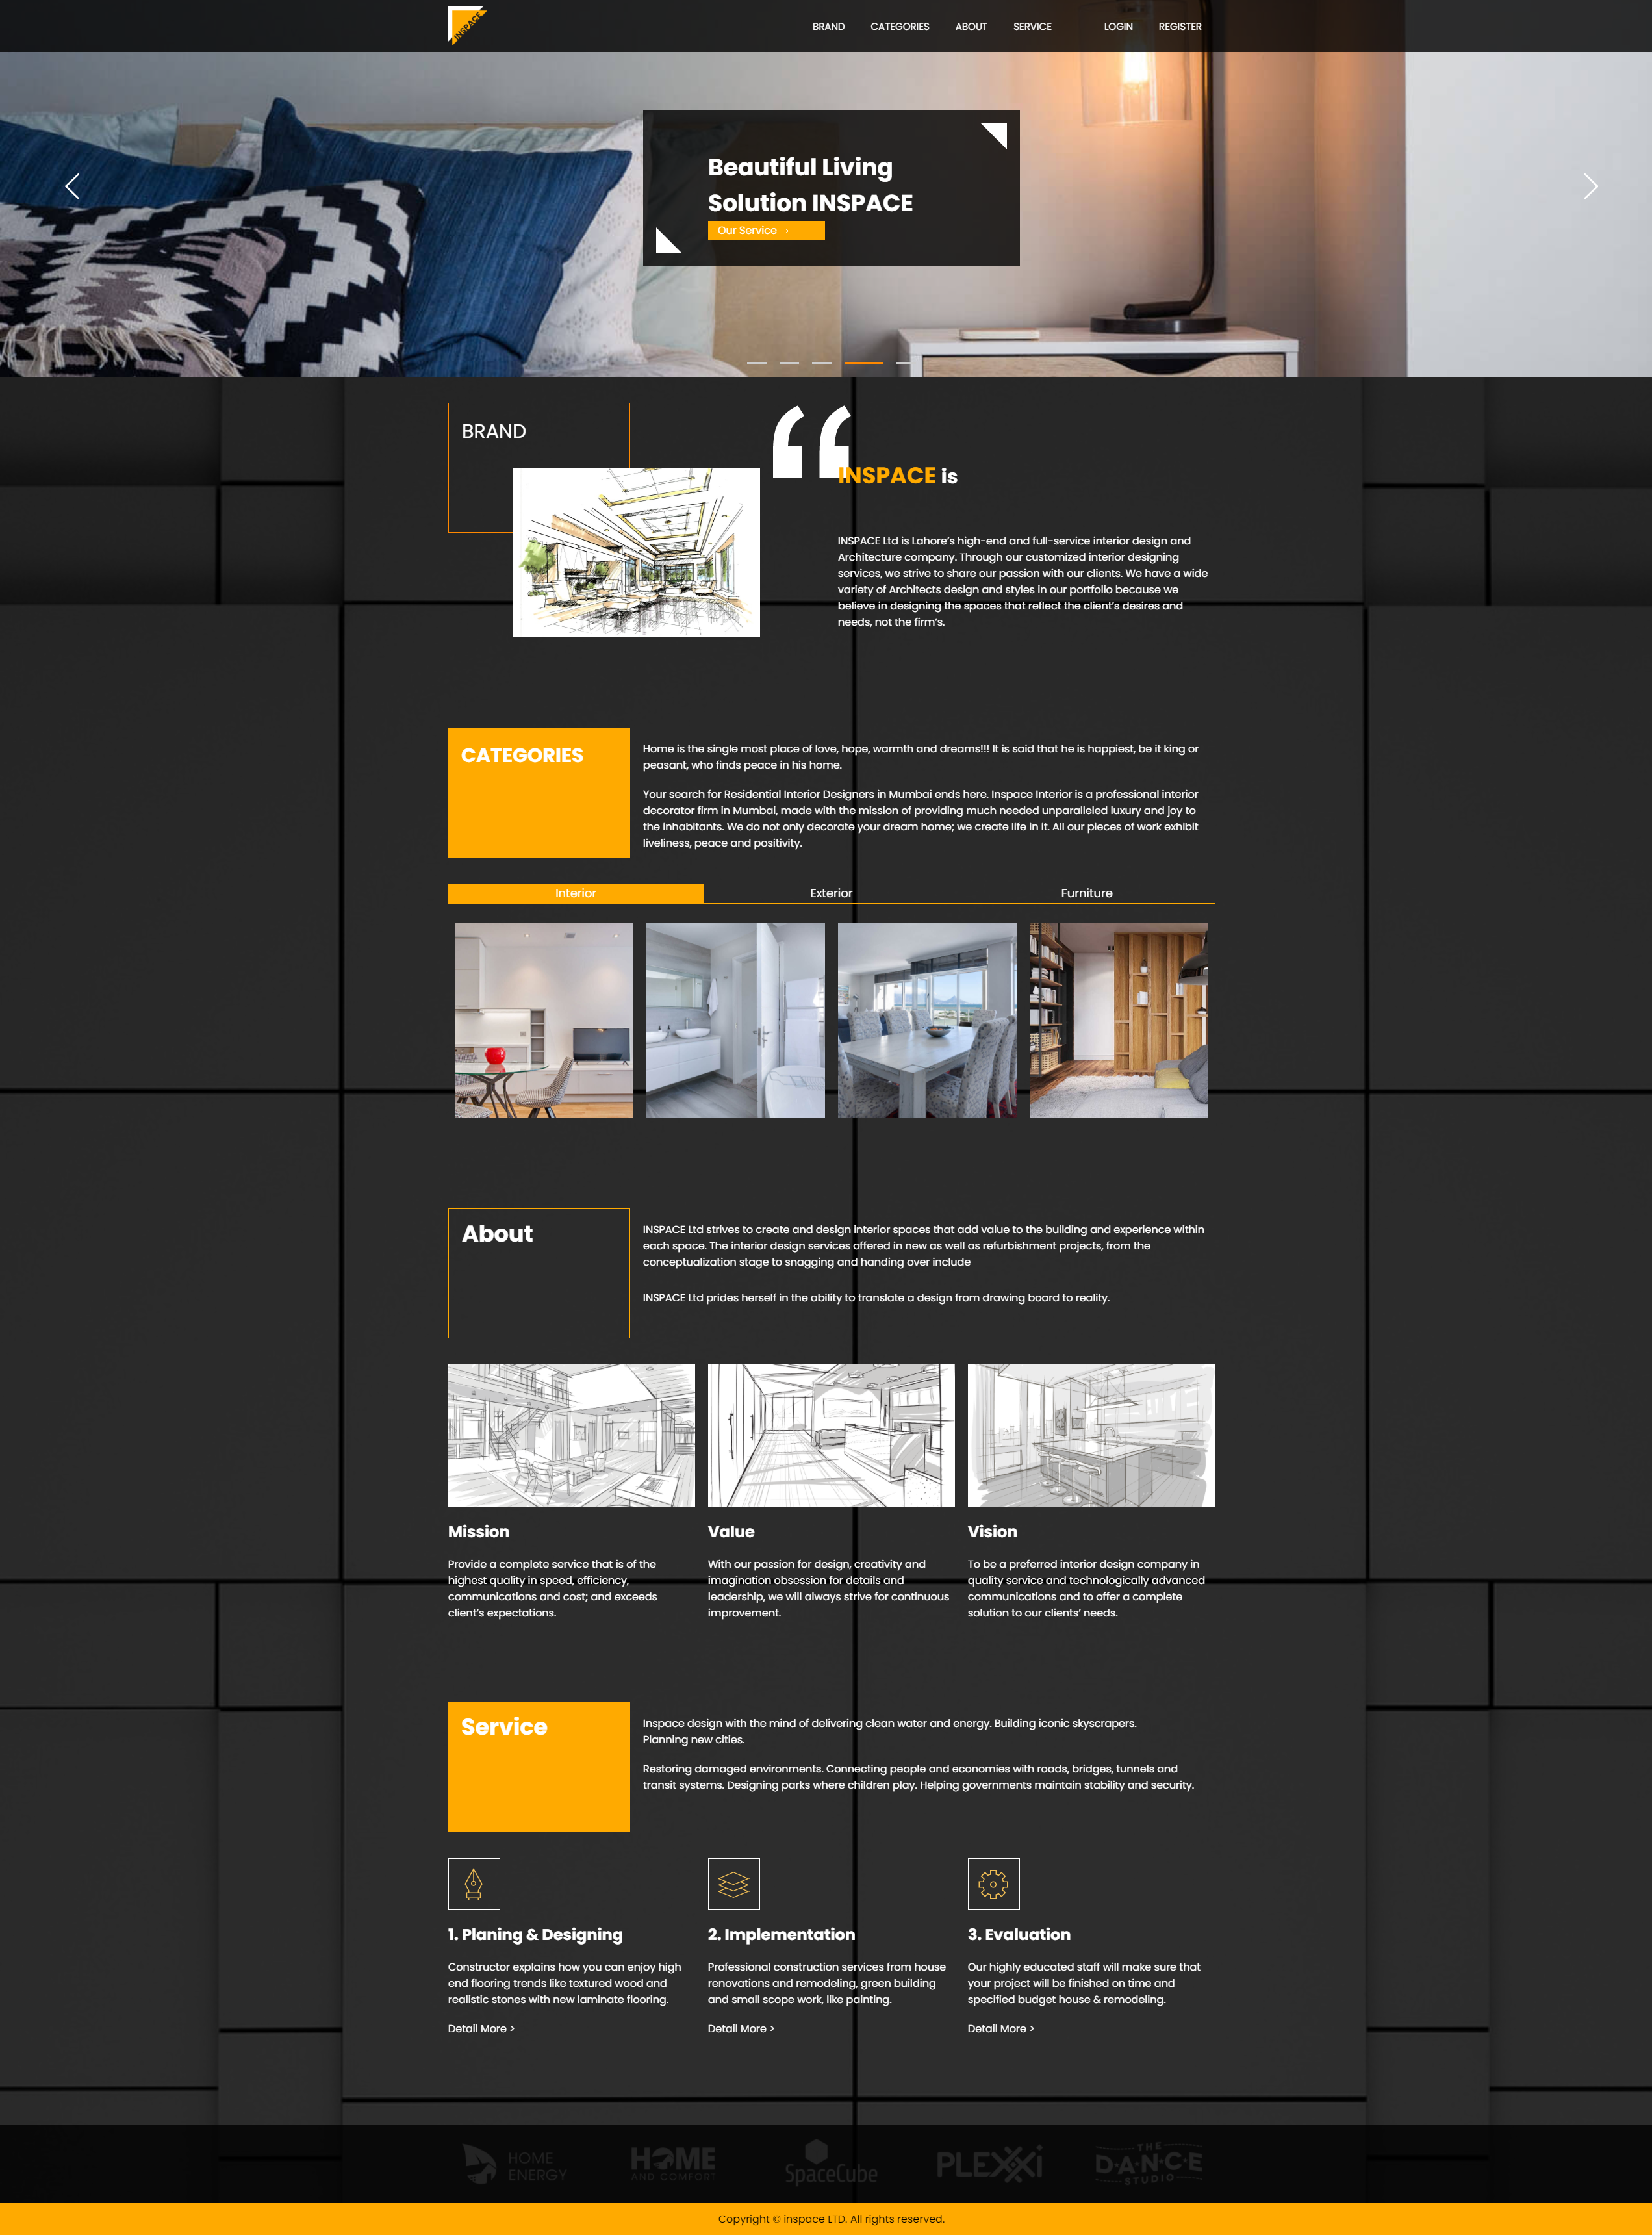 INSPACE
BRAND CATEGORIES ABOUT SERVICE | LOGIN REGISTER
Beautiful Living
Solution INSPACE
Our Service →
BRAND
“
INSPACE is
INSPACE Ltd is Lahore’s high-end and full-service interior design and
Architecture company. Through our customized interior designing
services, we strive to share our passion with our clients. We have a wide
variety of Architects design and styles in our portfolio because we
believe in designing the spaces that reflect the client’s desires and
needs, not the firm’s.
CATEGORIES
Home is the single most place of love, hope, warmth and dreams!!! It is said that he is happiest, be it king or
peasant, who finds peace in his home.
Your search for Residential Interior Designers in Mumbai ends here. Inspace Interior is a professional interior
decorator firm in Mumbai, made with the mission of providing much needed unparalleled luxury and joy to
the inhabitants. We do not only decorate your dream home; we create life in it. All our pieces of work exhibit
liveliness, peace and positivity.
Interior Exterior Furniture
About
INSPACE Ltd strives to create and design interior spaces that add value to the building and experience within
each space. The interior design services offered in new as well as refurbishment projects, from the
conceptualization stage to snagging and handing over include
INSPACE Ltd prides herself in the ability to translate a design from drawing board to reality.
Mission
Provide a complete service that is of the
highest quality in speed, efficiency,
communications and cost; and exceeds
client’s expectations.
Value
With our passion for design, creativity and
imagination obsession for details and
leadership, we will always strive for continuous
improvement.
Vision
To be a preferred interior design company in
quality service and technologically advanced
communications and to offer a complete
solution to our clients’ needs.
Service
Inspace design with the mind of delivering clean water and energy. Building iconic skyscrapers.
Planning new cities.
Restoring damaged environments. Connecting people and economies with roads, bridges, tunnels and
transit systems. Designing parks where children play. Helping governments maintain stability and security.
1. Planing & Designing
Constructor explains how you can enjoy high
end flooring trends like textured wood and
realistic stones with new laminate flooring.
Detail More >
2. Implementation
Professional construction services from house
renovations and remodeling, green building
and small scope work, like painting.
Detail More >
3. Evaluation
Our highly educated staff will make sure that
your project will be finished on time and
specified budget house & remodeling.
Detail More >
HOME
ENERGY
HOME
AND COMFORT
SpaceCube
PLEXXI
THE
D·A·N·C·E
STUDIO
Copyright © inspace LTD. All rights reserved.